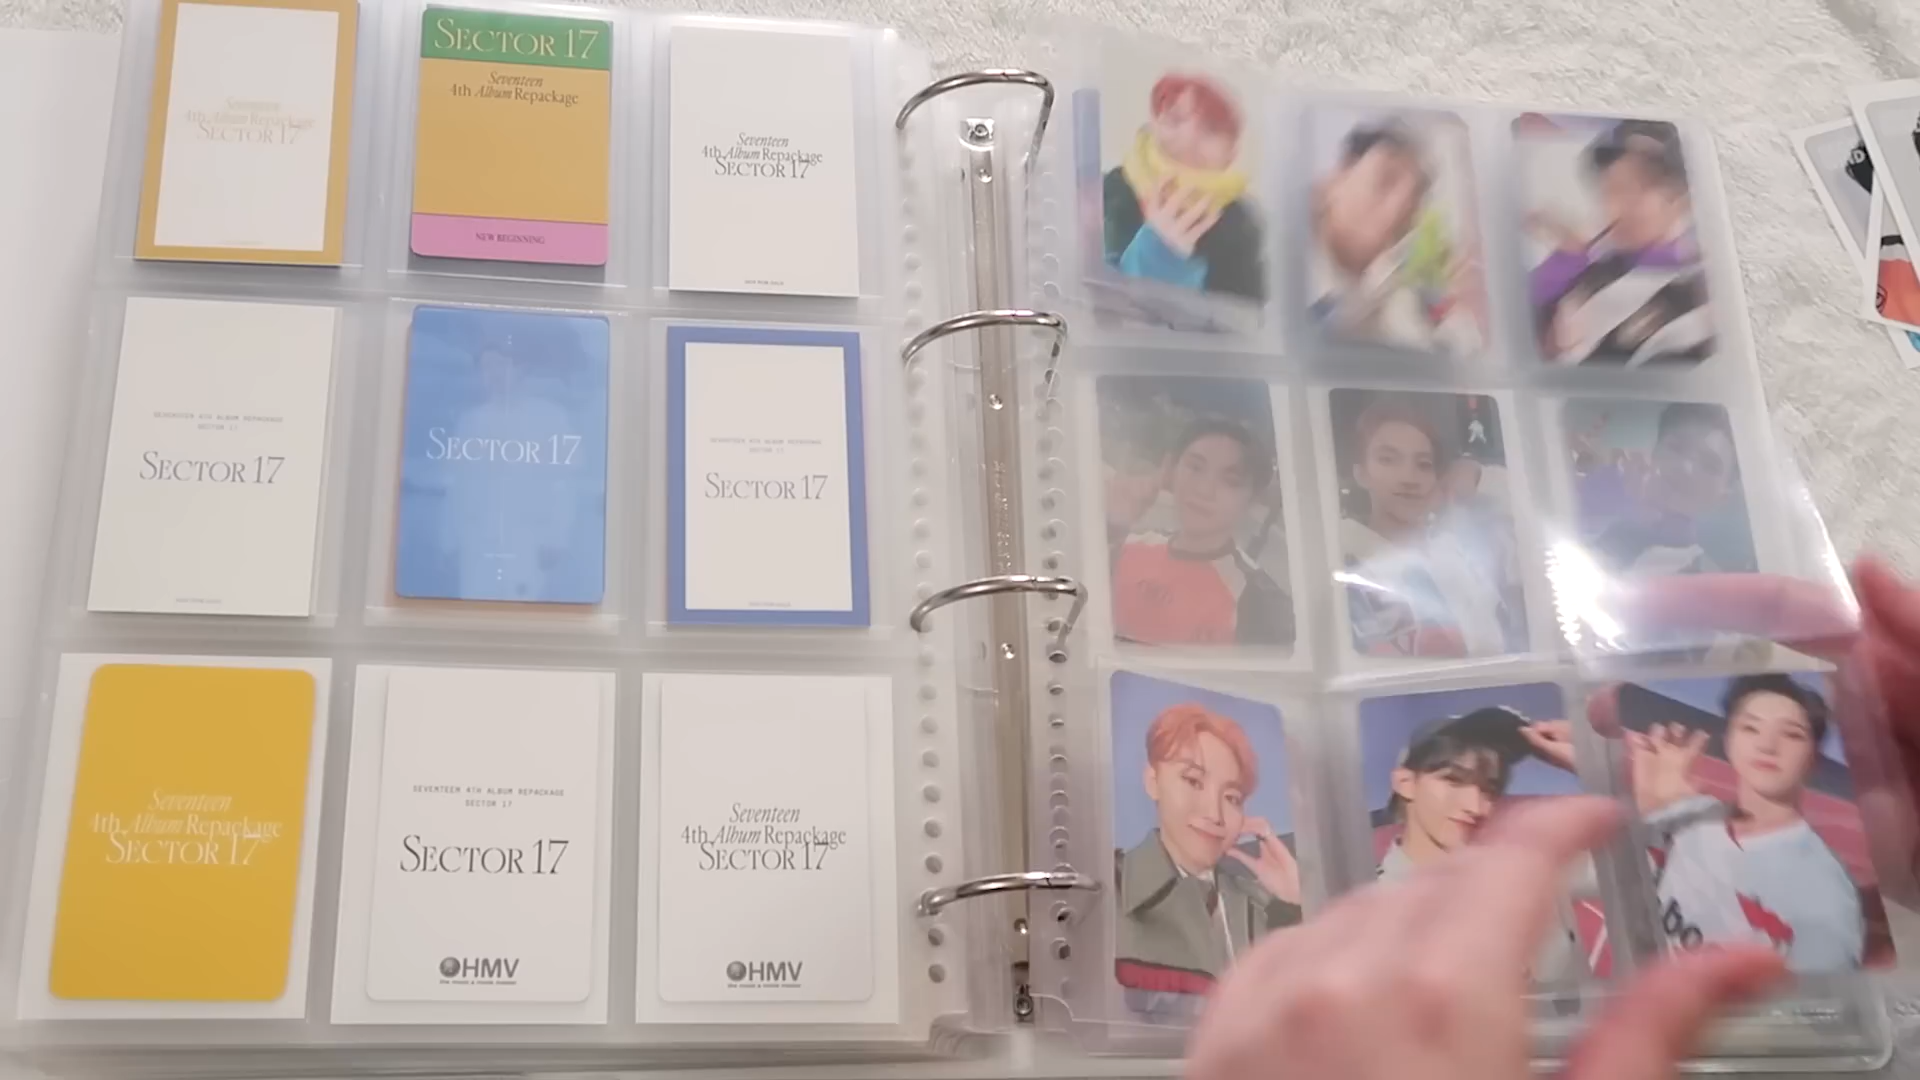 Seventeen
4th Album Repackage
SECTOR 17
SECTOR 17
Seventeen
4th Album Repackage
NEW BEGINNING
Seventeen
4th Album Repackage
SECTOR 17
SEVENTEEN 4TH ALBUM REPACKAGE
SECTOR 17
SECTOR 17
SECTOR 17
SEVENTEEN 4TH ALBUM REPACKAGE
SECTOR 17
SECTOR 17
Seventeen
4th Album Repackage
SECTOR 17
SEVENTEEN 4TH ALBUM REPACKAGE
SECTOR 17
SECTOR 17
HMV
Seventeen
4th Album Repackage
SECTOR 17
HMV